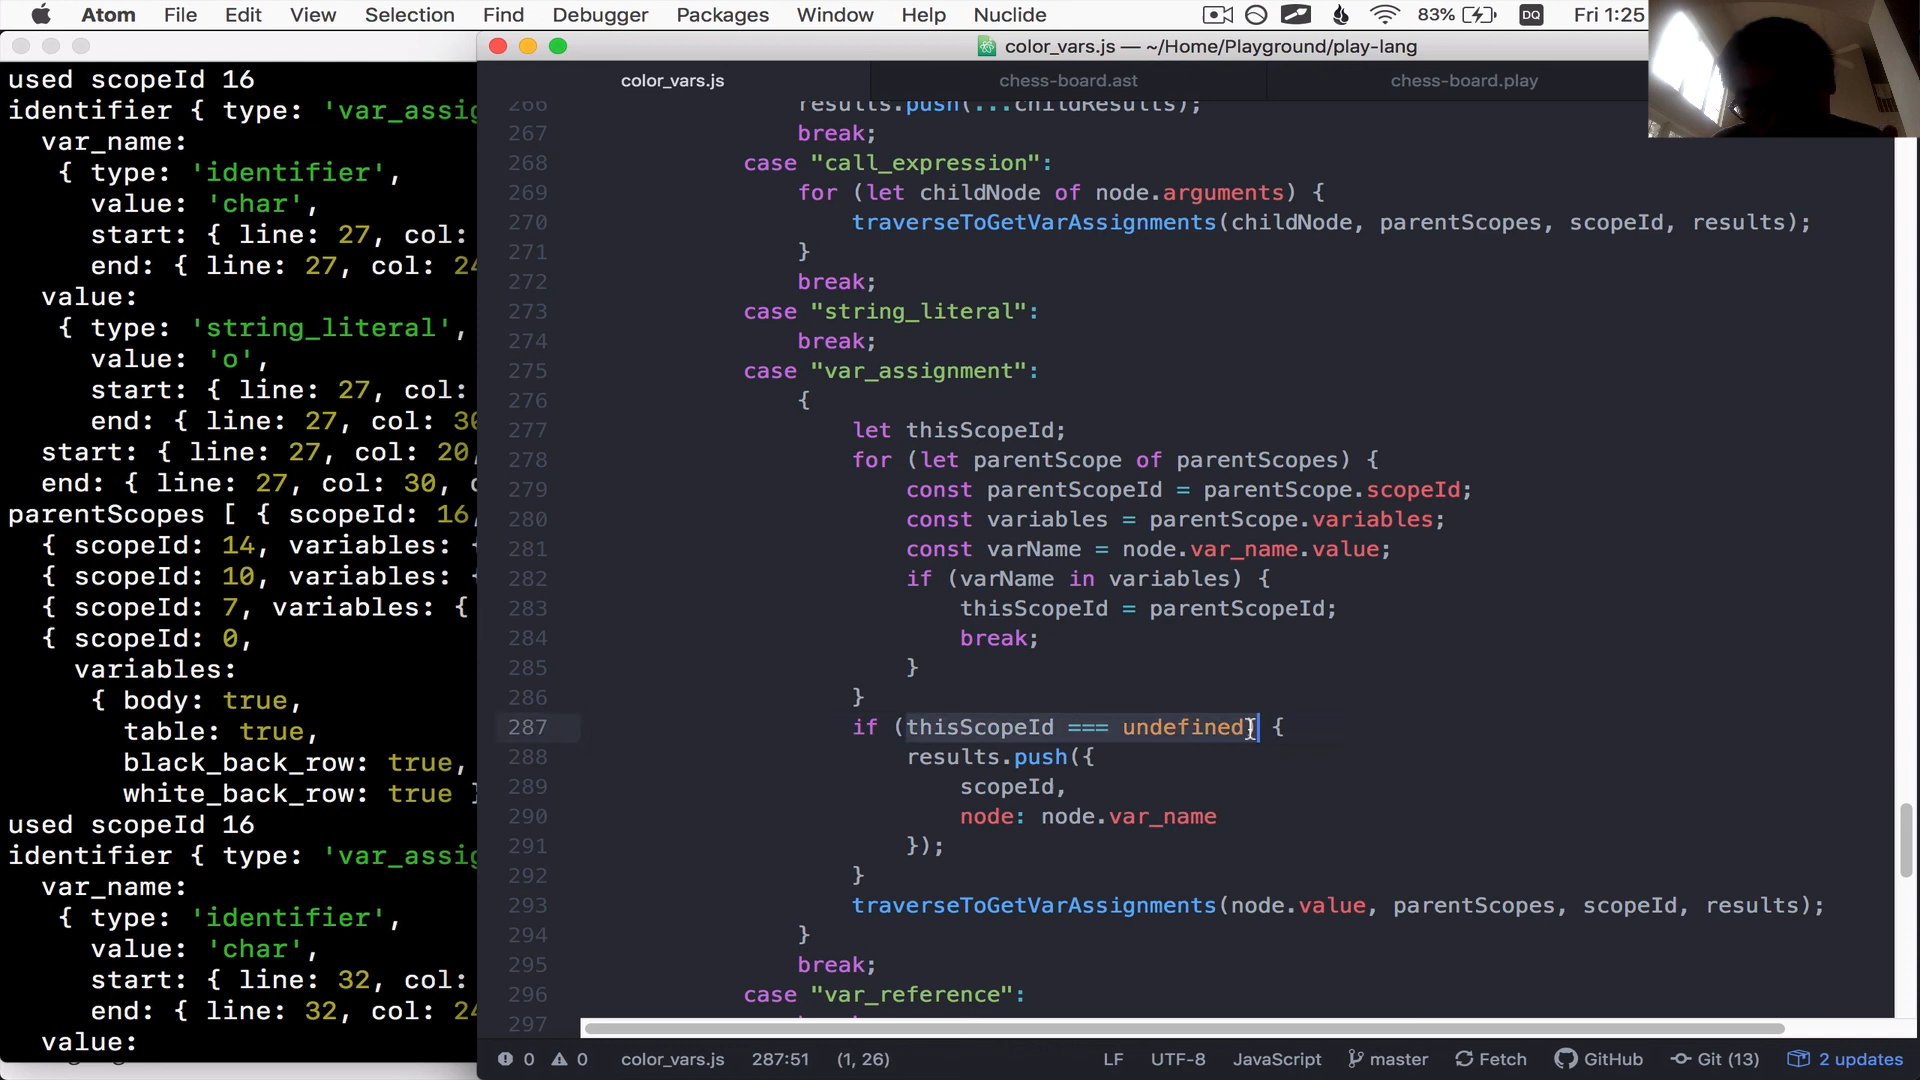 Atom File Edit View Selection Find Debugger Packages Window Help Nuclide 83% DQ Fri 1:25
color_vars.js — ~/Home/Playground/play-lang
color_vars.js chess-board.ast chess-board.play
used scopeId 16
identifier { type: 'var_assig
var_name:
{ type: 'identifier',
value: 'char',
start: { line: 27, col:
end: { line: 27, col: 24
value:
{ type: 'string_literal',
value: 'o',
start: { line: 27, col:
end: { line: 27, col: 30
start: { line: 27, col: 20,
end: { line: 27, col: 30,
parentScopes [ { scopeId: 16,
{ scopeId: 14, variables: {
{ scopeId: 10, variables: {
{ scopeId: 7, variables: {
{ scopeId: 0,
variables:
{ body: true,
table: true,
black_back_row: true,
white_back_row: true }
used scopeId 16
identifier { type: 'var_assig
var_name:
{ type: 'identifier',
value: 'char',
start: { line: 32, col:
end: { line: 32, col: 24
value:
266 results.push(...childResults);
267 break;
268 case "call_expression":
269 for (let childNode of node.arguments) {
270 traverseToGetVarAssignments(childNode, parentScopes, scopeId, results);
271 }
272 break;
273 case "string_literal":
274 break;
275 case "var_assignment":
276 {
277 let thisScopeId;
278 for (let parentScope of parentScopes) {
279 const parentScopeId = parentScope.scopeId;
280 const variables = parentScope.variables;
281 const varName = node.var_name.value;
282 if (varName in variables) {
283 thisScopeId = parentScopeId;
284 break;
285 }
286 }
287 if (thisScopeId === undefined) {
288 results.push({
289 scopeId,
290 node: node.var_name
291 });
292 }
293 traverseToGetVarAssignments(node.value, parentScopes, scopeId, results);
294 }
295 break;
296 case "var_reference":
297
0 0 color_vars.js 287:51 (1, 26) LF UTF-8 JavaScript master Fetch GitHub Git (13) 2 updates